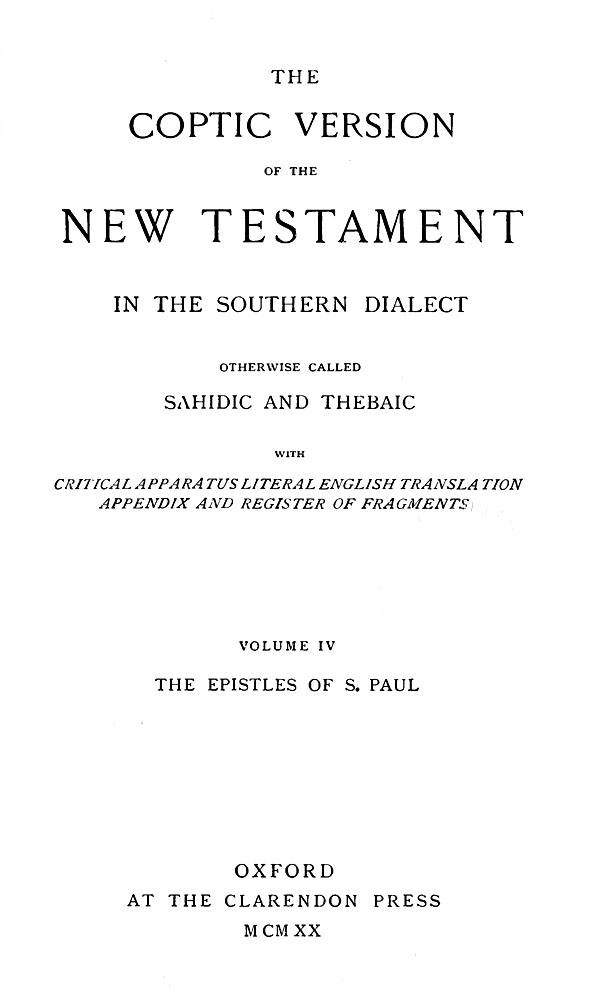 THE
COPTIC VERSION
OF THE
NEW TESTAMENT
IN THE SOUTHERN DIALECT
OTHERWISE CALLED
SAHIDIC AND THEBAIC
WITH
CRITICAL APPARATUS LITERAL ENGLISH TRANSLATION
APPENDIX AND REGISTER OF FRAGMENTS
VOLUME IV
THE EPISTLES OF S. PAUL
OXFORD
AT THE CLARENDON PRESS
MCMXX